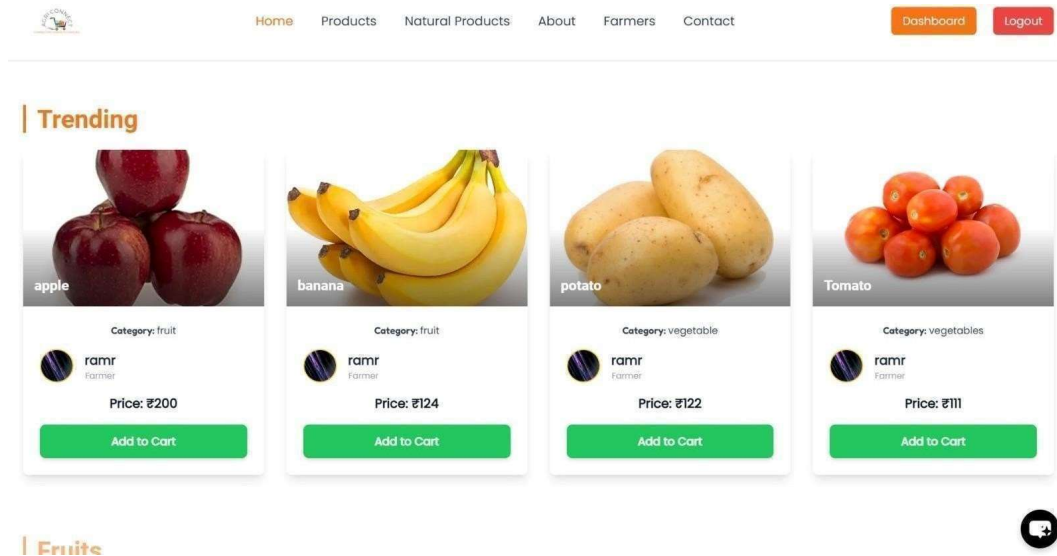 AGRI CONNECT
Home Products Natural Products About Farmers Contact Dashboard Logout
Trending
apple banana potato Tomato
Category: fruit Category: fruit Category: vegetable Category: vegetables
ramr ramr ramr ramr
Farmer Farmer Farmer Farmer
Price: ₹200 Price: ₹124 Price: ₹122 Price: ₹111
Add to Cart Add to Cart Add to Cart Add to Cart
Fruits